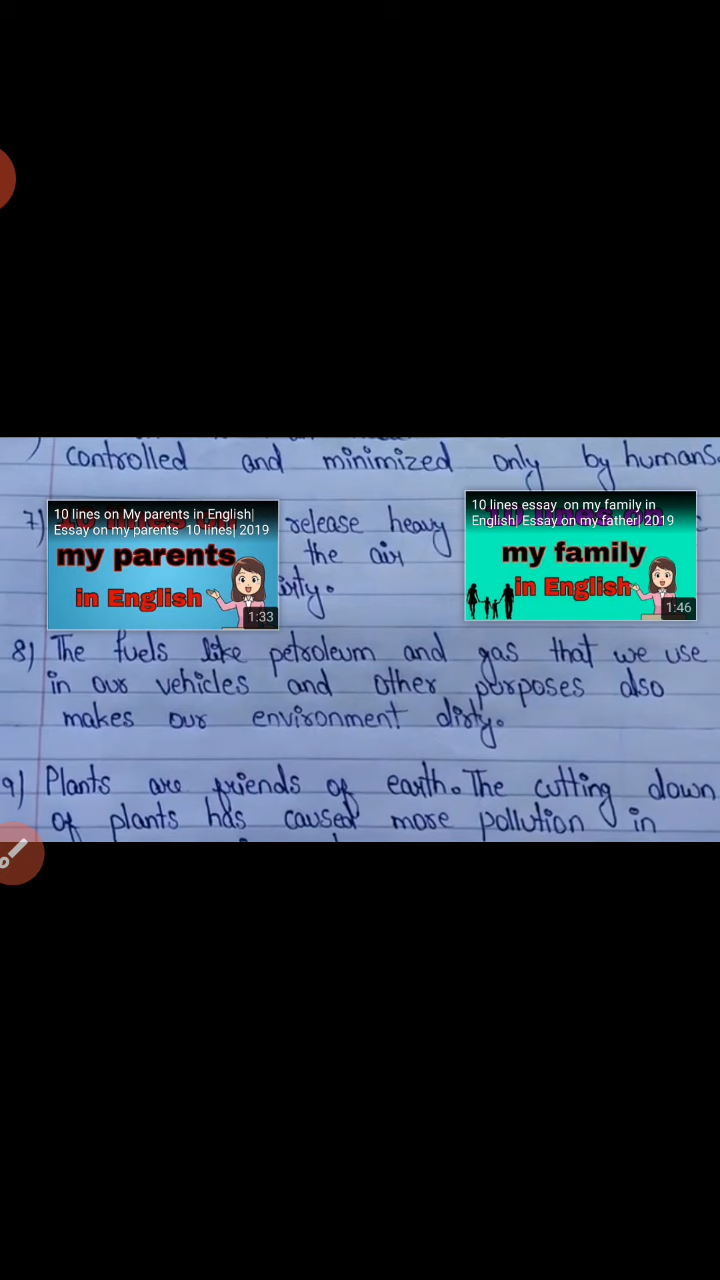 controlled and minimized only by humans.
7) release heavy
the air
dirty.
10 lines on My parents in English|
Essay on my parents 10 lines| 2019
my parents
in English
1:33
10 lines essay on my family in
English| Essay on my father| 2019
my family
in English
1:46
8) The fuels like petroleum and gas that we use
in our vehicles and other purposes also
makes our environment dirty.
9) Plants are friends of earth. The cutting down
of plants has caused more pollution in